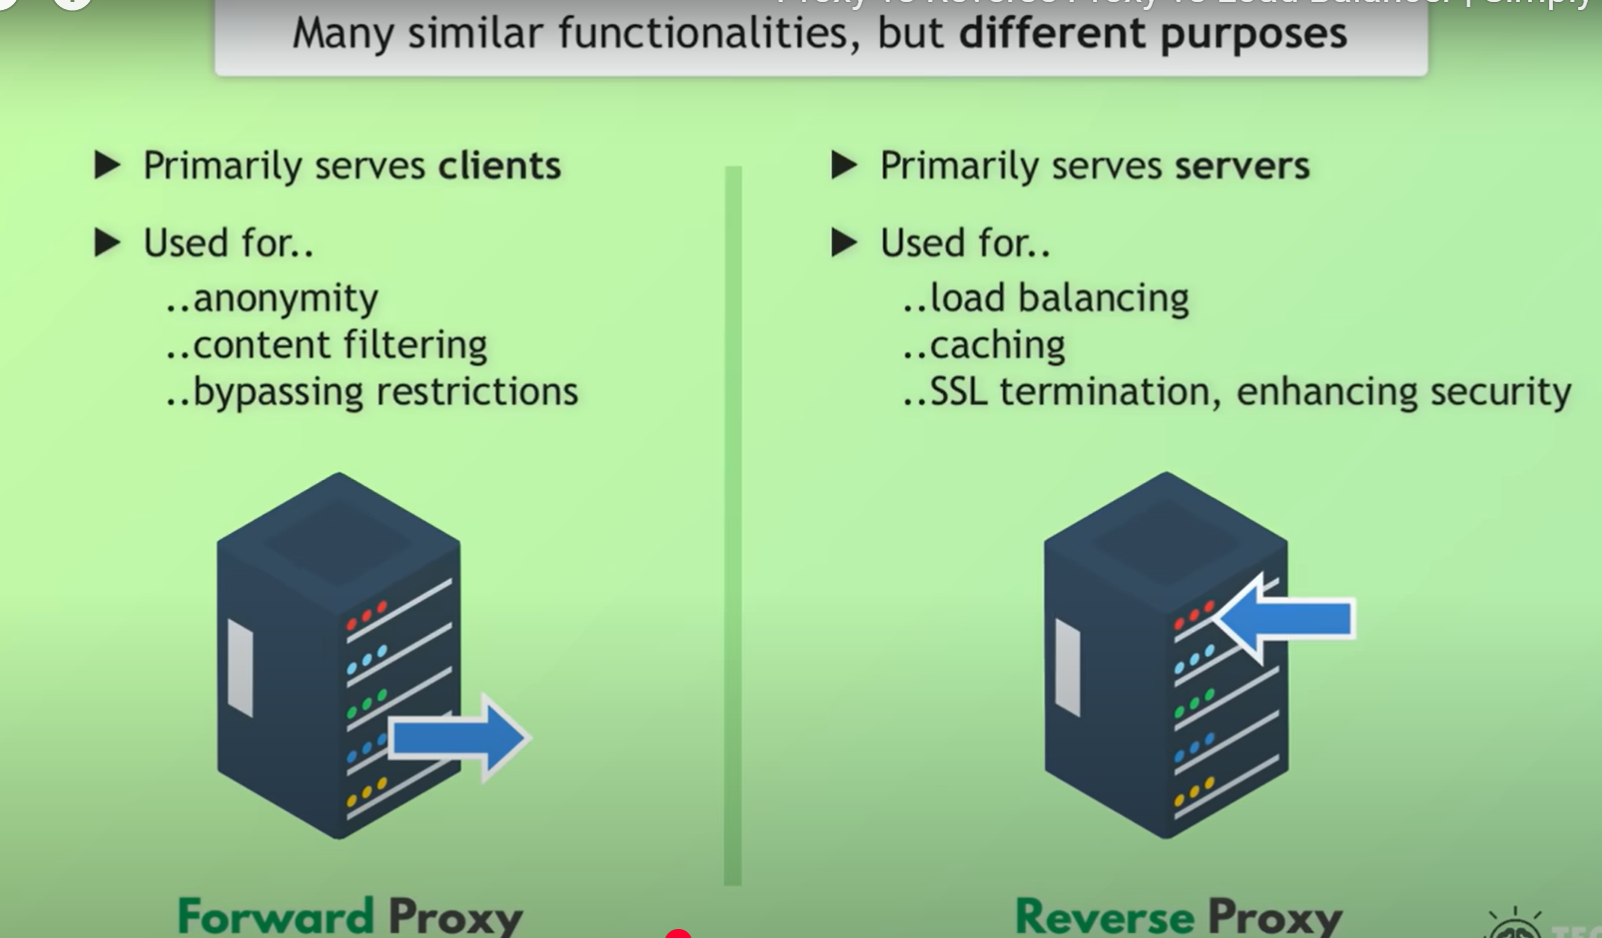 Proxy vs Reverse Proxy vs Load Balancer | Simply
Many similar functionalities, but different purposes
▶ Primarily serves clients
▶ Used for..
..anonymity
..content filtering
..bypassing restrictions
▶ Primarily serves servers
▶ Used for..
..load balancing
..caching
..SSL termination, enhancing security
Forward Proxy
Reverse Proxy